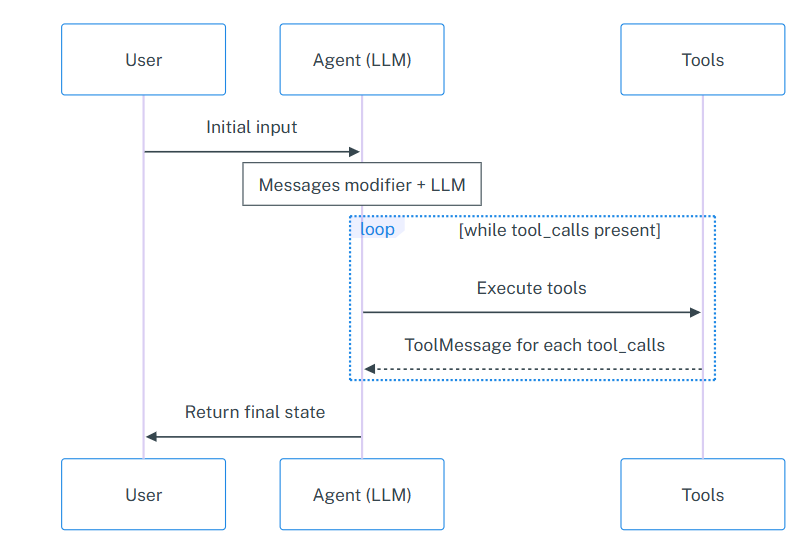 User
Agent (LLM)
Tools
Initial input
Messages modifier + LLM
loop
[while tool_calls present]
Execute tools
ToolMessage for each tool_calls
Return final state
User
Agent (LLM)
Tools